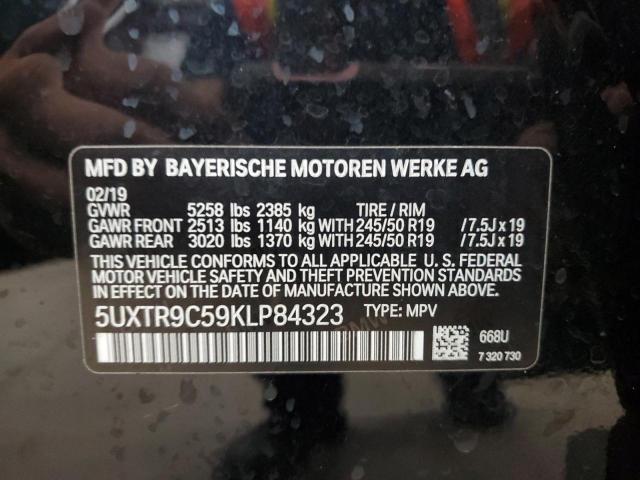 MFD BY BAYERISCHE MOTOREN WERKE AG
02/19
GVWR 5258 lbs 2385 kg TIRE / RIM
GAWR FRONT 2513 lbs 1140 kg WITH 245/50 R19 /7.5J x 19
GAWR REAR 3020 lbs 1370 kg WITH 245/50 R19 /7.5J x 19
THIS VEHICLE CONFORMS TO ALL APPLICABLE U. S. FEDERAL
MOTOR VEHICLE SAFETY AND THEFT PREVENTION STANDARDS
IN EFFECT ON THE DATE OF MANUFACTURE SHOWN ABOVE.
5UXTR9C59KLP84323 TYPE: MPV
BMW
668U
7 320 730